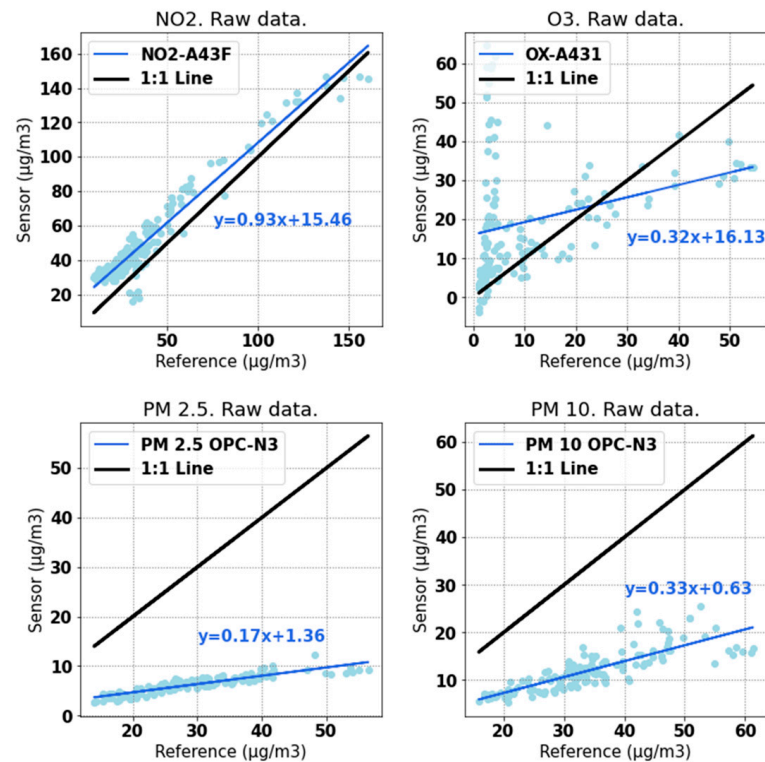 NO2. Raw data.
NO2-A43F
1:1 Line
y=0.93x+15.46
Sensor (μg/m3)
160
140
120
100
80
60
40
20
50
100
150
Reference (μg/m3)
O3. Raw data.
OX-A431
1:1 Line
y=0.32x+16.13
Sensor (μg/m3)
60
50
40
30
20
10
0
0
10
20
30
40
50
Reference (μg/m3)
PM 2.5. Raw data.
PM 2.5 OPC-N3
1:1 Line
y=0.17x+1.36
Sensor (μg/m3)
50
40
30
20
10
0
20
30
40
50
Reference (μg/m3)
PM 10. Raw data.
PM 10 OPC-N3
1:1 Line
y=0.33x+0.63
Sensor (μg/m3)
60
50
40
30
20
10
20
30
40
50
60
Reference (μg/m3)